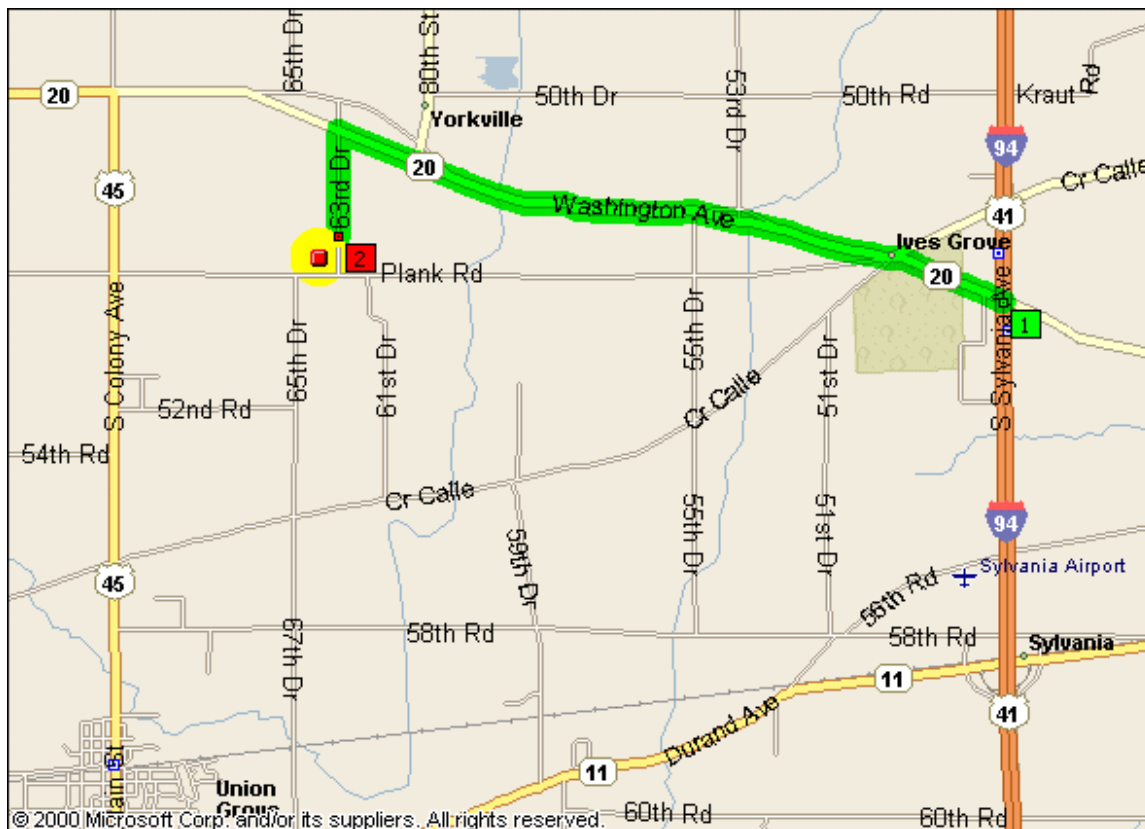 65th Dr
80th St
20
50th Dr
53rd Dr
50th Rd
Kraut Rd
Yorkville
94
45
63rd Dr
20
Washington Ave
Cr Calle
41
Ives Grove
2
Plank Rd
20
1
S Colony Ave
65th Dr
61st Dr
55th Dr
51st Dr
S Sylvania Ave
52nd Rd
Cr Calle
54th Rd
Cr Calle
59th Dr
55th Dr
51st Dr
94
45
56th Rd
Sylvania Airport
67th Dr
58th Rd
58th Rd
Sylvania
11
41
Durand Ave
11
St
Union
Grove
60th Rd
60th Rd
© 2000 Microsoft Corp. and/or its suppliers. All rights reserved.